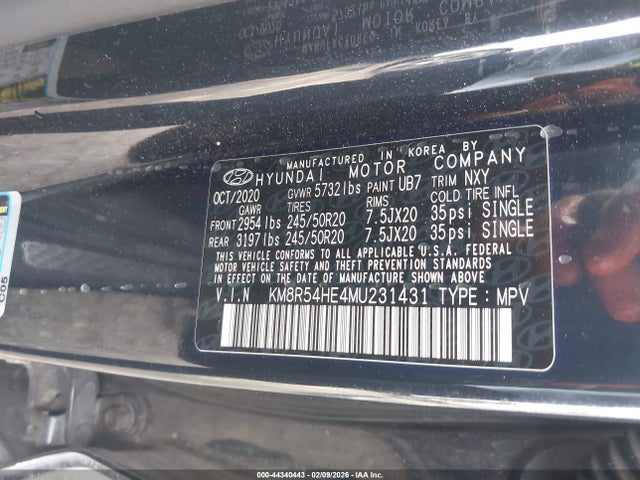 MANUFACTURED IN KOREA BY
HYUNDAI MOTOR COMPANY
OCT/2020 GVWR 5732lbs PAINT UB7 TRIM NXY
GAWR TIRES RIMS COLD TIRE INFL
FRONT 2954 lbs 245/50R20 7.5JX20 35psi SINGLE
REAR 3197 lbs 245/50R20 7.5JX20 35psi SINGLE
THIS VEHICLE CONFORMS TO ALL APPLICABLE U.S.A. FEDERAL
MOTOR VEHICLE SAFETY, BUMPER, AND THEFT PREVENTION
STANDARDS IN EFFECT ON THE DATE OF MANUFACTURE SHOWN ABOVE.
V.I.N KM8R54HE4MU231431 TYPE : MPV
C05
000-44340443 - 02/09/2026 - IAA Inc.